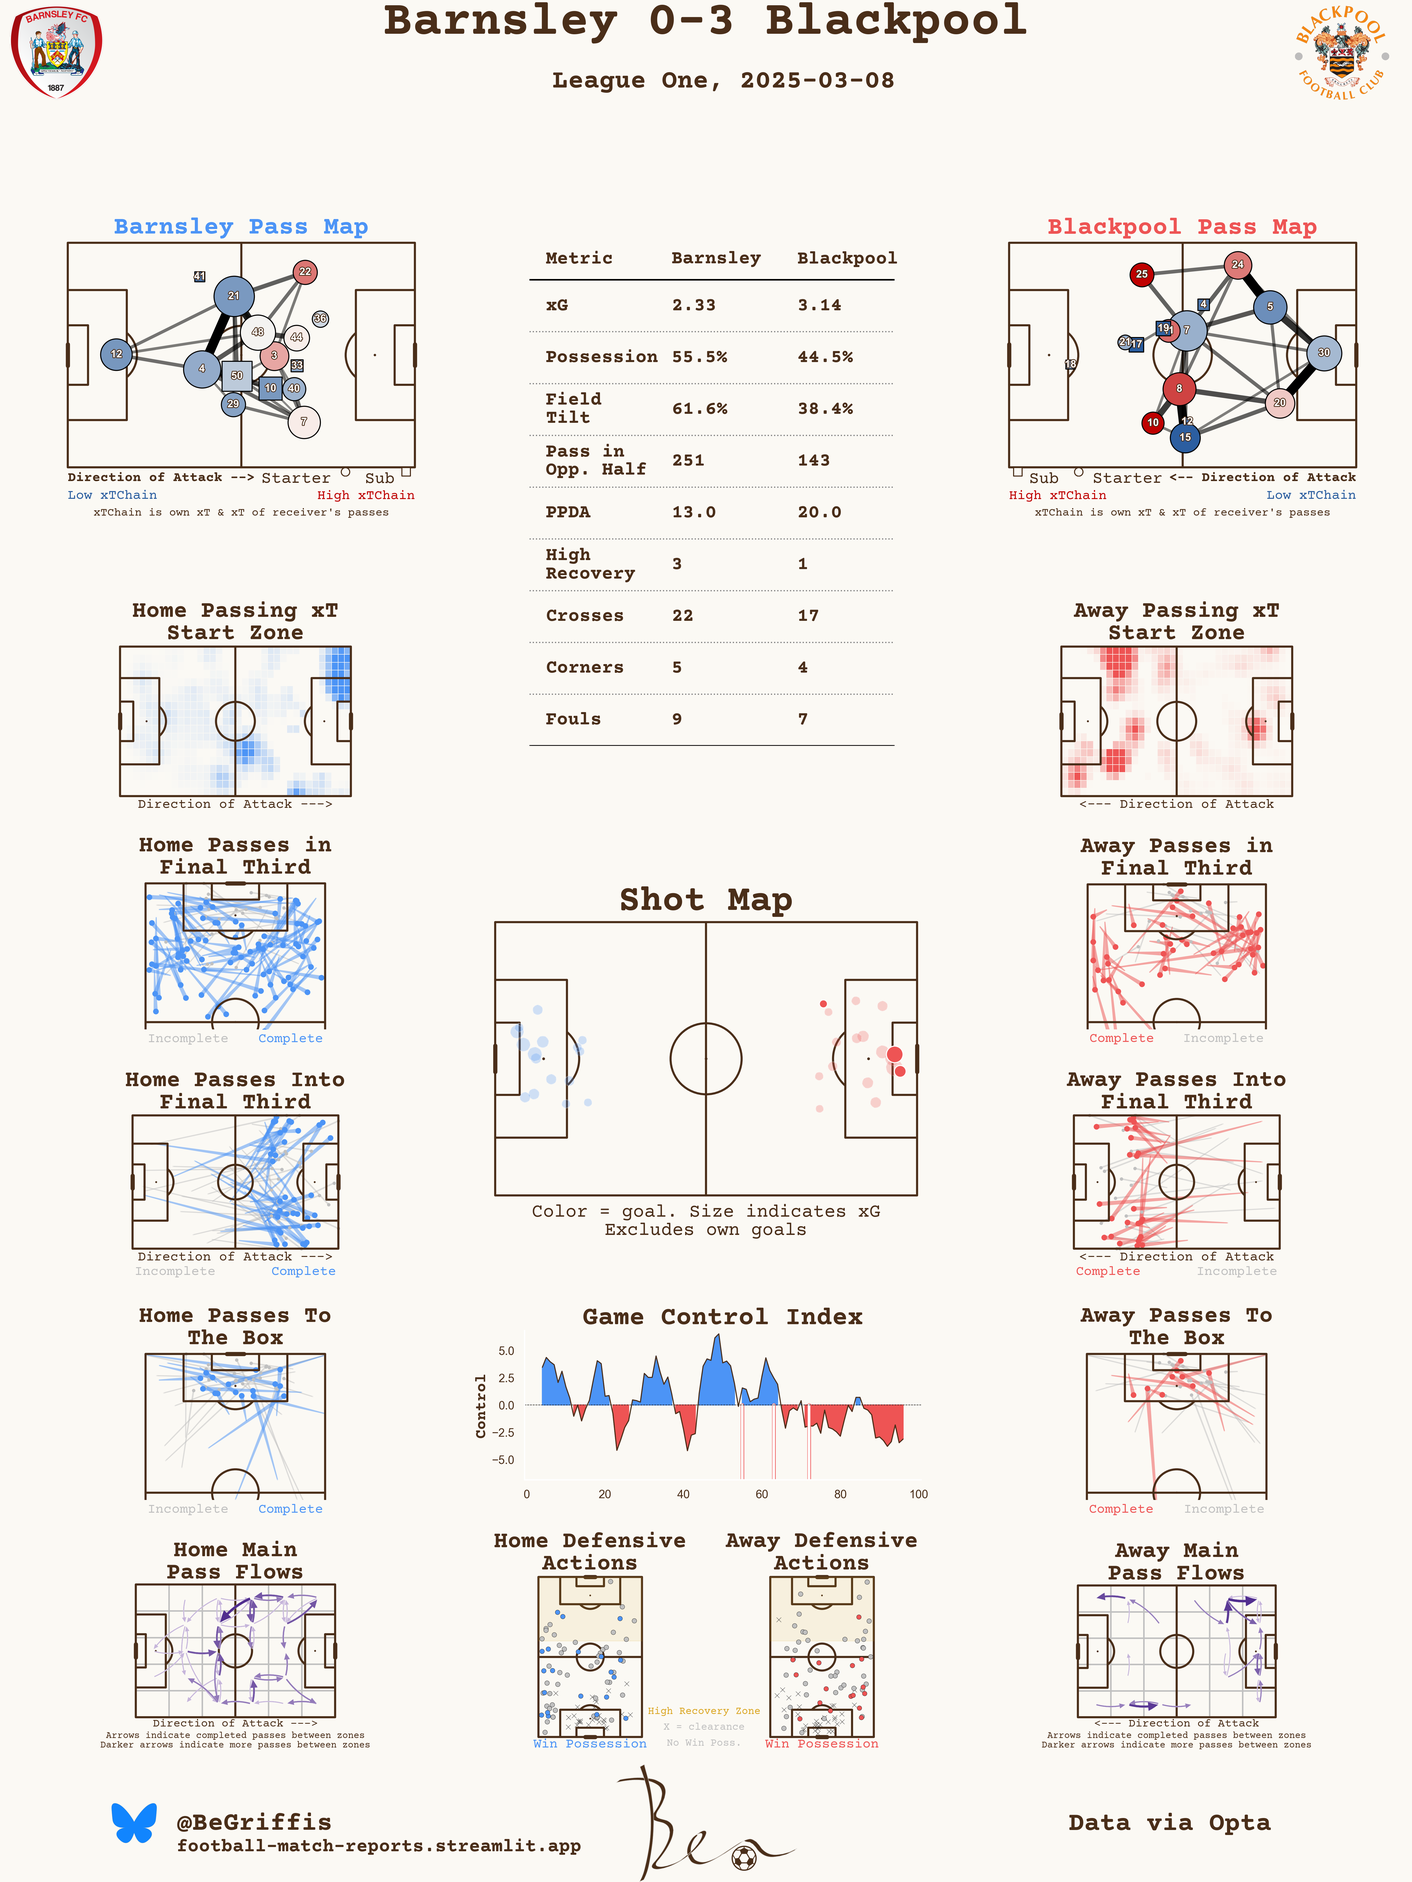 Barnsley 0-3 Blackpool
League One, 2025-03-08
BARNSLEY FC
1887
BLACKPOOL
FOOTBALL CLUB
Barnsley Pass Map
41
22
21
36
48
44
12
3
4
33
50
10
40
29
7
Direction of Attack --> Starter Sub
Low xTChain High xTChain
xTChain is own xT & xT of receiver's passes
Metric Barnsley Blackpool
xG 2.33 3.14
Possession 55.5% 44.5%
Field
Tilt 61.6% 38.4%
Pass in
Opp. Half 251 143
PPDA 13.0 20.0
High
Recovery 3 1
Crosses 22 17
Corners 5 4
Fouls 9 7
Blackpool Pass Map
24
25
4
5
19
7
21
17
30
18
8
20
10
12
15
Sub Starter <-- Direction of Attack
High xTChain Low xTChain
xTChain is own xT & xT of receiver's passes
Home Passing xT
Start Zone
Direction of Attack --->
Away Passing xT
Start Zone
<--- Direction of Attack
Home Passes in
Final Third
Incomplete Complete
Away Passes in
Final Third
Complete Incomplete
Shot Map
Color = goal. Size indicates xG
Excludes own goals
Home Passes Into
Final Third
Direction of Attack --->
Incomplete Complete
Away Passes Into
Final Third
<--- Direction of Attack
Complete Incomplete
Home Passes To
The Box
Incomplete Complete
Game Control Index
Control
5.0
2.5
0.0
−2.5
−5.0
0 20 40 60 80 100
Away Passes To
The Box
Complete Incomplete
Home Main
Pass Flows
Direction of Attack --->
Arrows indicate completed passes between zones
Darker arrows indicate more passes between zones
Home Defensive
Actions
Win Possession
High Recovery Zone
X = clearance
No Win Poss.
Away Defensive
Actions
Win Possession
Away Main
Pass Flows
<--- Direction of Attack
Arrows indicate completed passes between zones
Darker arrows indicate more passes between zones
@BeGriffis
football-match-reports.streamlit.app
Ben
Data via Opta